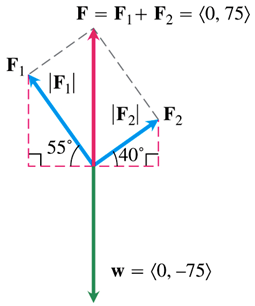 F = F₁ + F₂ = ⟨0, 75⟩
F₁
|F₁|
|F₂|
F₂
55°
40°
w = ⟨0, –75⟩